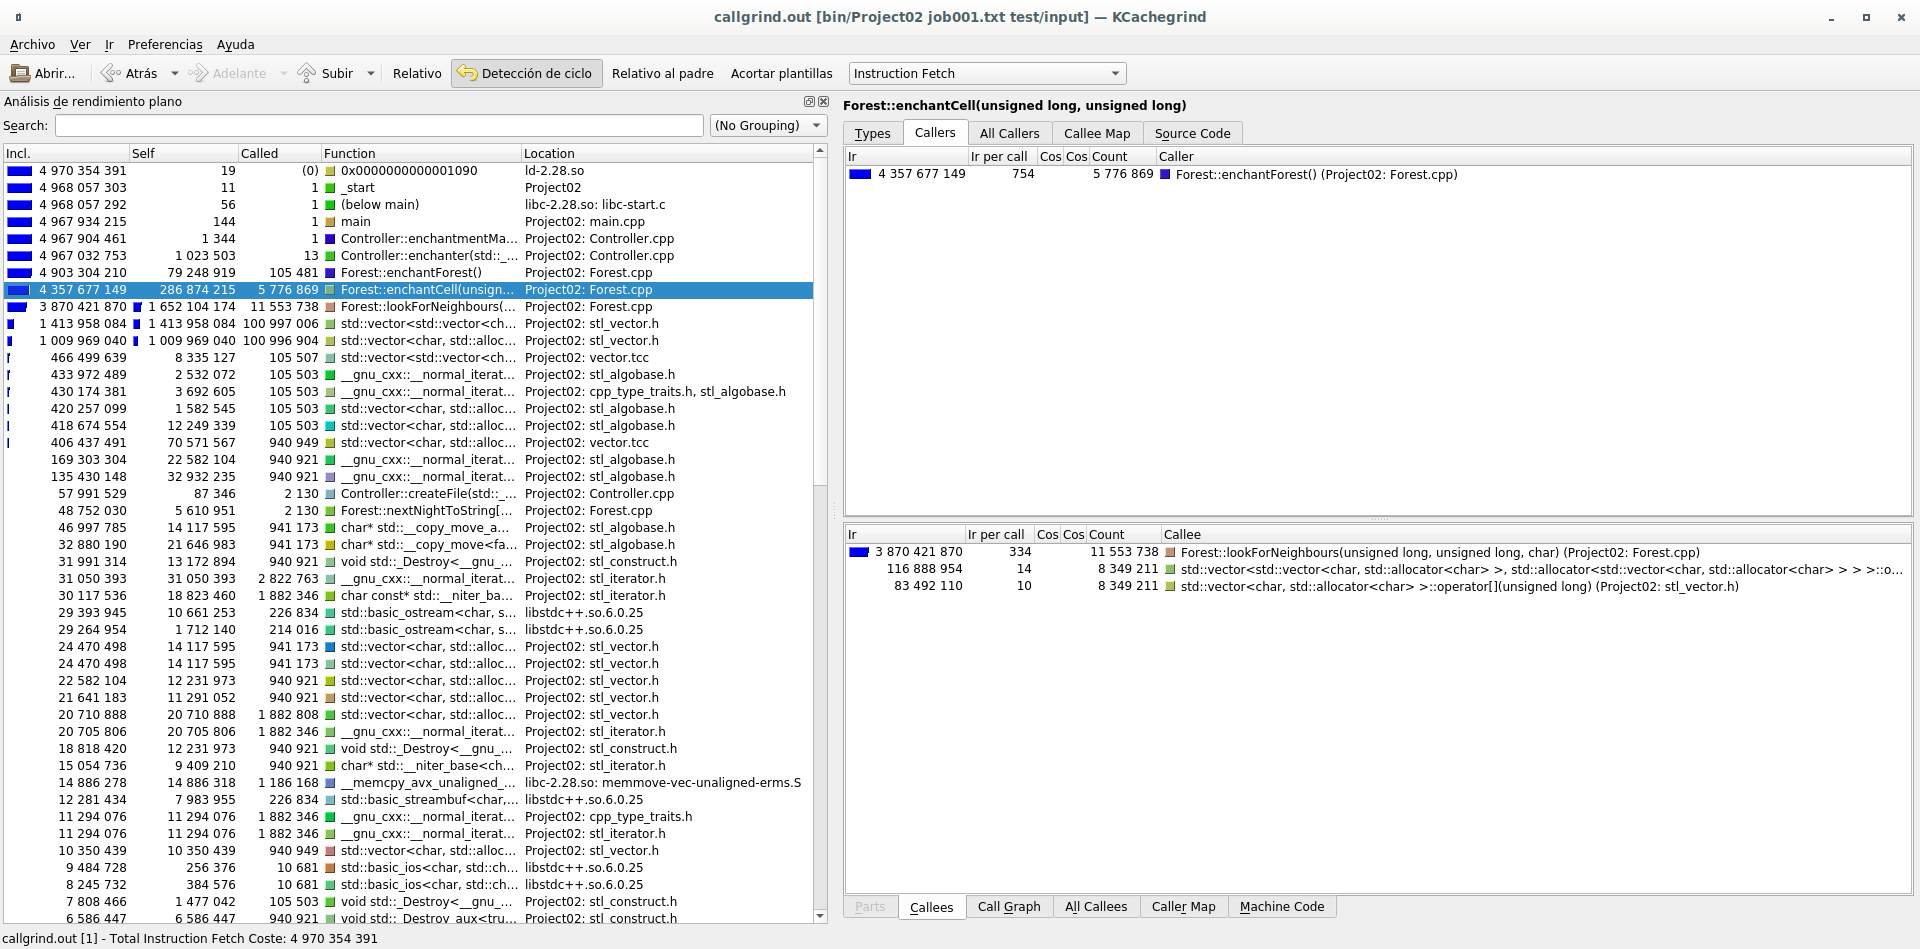 callgrind.out [bin/Project02 job001.txt test/input] — KCachegrind
Archivo Ver Ir Preferencias Ayuda
Abrir... Atrás Adelante Subir Relativo Detección de ciclo Relativo al padre Acortar plantillas Instruction Fetch
Análisis de rendimiento plano
Search: (No Grouping)
Incl. Self Called Function Location
4 970 354 391 19 (0) 0x0000000000001090 ld-2.28.so
4 968 057 303 11 1 _start Project02
4 968 057 292 56 1 (below main) libc-2.28.so: libc-start.c
4 967 934 215 144 1 main Project02: main.cpp
4 967 904 461 1 344 1 Controller::enchantmentMa... Project02: Controller.cpp
4 967 032 753 1 023 503 13 Controller::enchanter(std::_... Project02: Controller.cpp
4 903 304 210 79 248 919 105 481 Forest::enchantForest() Project02: Forest.cpp
4 357 677 149 286 874 215 5 776 869 Forest::enchantCell(unsign... Project02: Forest.cpp
3 870 421 870 1 652 104 174 11 553 738 Forest::lookForNeighbours(... Project02: Forest.cpp
1 413 958 084 1 413 958 084 100 997 006 std::vector<std::vector<ch... Project02: stl_vector.h
1 009 969 040 1 009 969 040 100 996 904 std::vector<char, std::alloc... Project02: stl_vector.h
466 499 639 8 335 127 105 507 std::vector<std::vector<ch... Project02: vector.tcc
433 972 489 2 532 072 105 503 __gnu_cxx::__normal_iterat... Project02: stl_algobase.h
430 174 381 3 692 605 105 503 __gnu_cxx::__normal_iterat... Project02: cpp_type_traits.h, stl_algobase.h
420 257 099 1 582 545 105 503 std::vector<char, std::alloc... Project02: stl_algobase.h
418 674 554 12 249 339 105 503 std::vector<char, std::alloc... Project02: stl_algobase.h
406 437 491 70 571 567 940 949 std::vector<char, std::alloc... Project02: vector.tcc
169 303 304 22 582 104 940 921 __gnu_cxx::__normal_iterat... Project02: stl_algobase.h
135 430 148 32 932 235 940 921 __gnu_cxx::__normal_iterat... Project02: stl_algobase.h
57 991 529 87 346 2 130 Controller::createFile(std::_... Project02: Controller.cpp
48 752 030 5 610 951 2 130 Forest::nextNightToString[... Project02: Forest.cpp
46 997 785 14 117 595 941 173 char* std::__copy_move_a... Project02: stl_algobase.h
32 880 190 21 646 983 941 173 char* std::__copy_move<fa... Project02: stl_algobase.h
31 991 314 13 172 894 940 921 void std::_Destroy<__gnu_... Project02: stl_construct.h
31 050 393 31 050 393 2 822 763 __gnu_cxx::__normal_iterat... Project02: stl_iterator.h
30 117 536 18 823 460 1 882 346 char const* std::__niter_ba... Project02: stl_iterator.h
29 393 945 10 661 253 226 834 std::basic_ostream<char, s... libstdc++.so.6.0.25
29 264 954 1 712 140 214 016 std::basic_ostream<char, s... libstdc++.so.6.0.25
24 470 498 14 117 595 941 173 std::vector<char, std::alloc... Project02: stl_vector.h
24 470 498 14 117 595 941 173 std::vector<char, std::alloc... Project02: stl_vector.h
22 582 104 12 231 973 940 921 std::vector<char, std::alloc... Project02: stl_vector.h
21 641 183 11 291 052 940 921 std::vector<char, std::alloc... Project02: stl_vector.h
20 710 888 20 710 888 1 882 808 std::vector<char, std::alloc... Project02: stl_vector.h
20 705 806 20 705 806 1 882 346 __gnu_cxx::__normal_iterat... Project02: stl_iterator.h
18 818 420 12 231 973 940 921 void std::_Destroy<__gnu_... Project02: stl_construct.h
15 054 736 9 409 210 940 921 char* std::__niter_base<ch... Project02: stl_iterator.h
14 886 278 14 886 318 1 186 168 __memcpy_avx_unaligned_... libc-2.28.so: memmove-vec-unaligned-erms.S
12 281 434 7 983 955 226 834 std::basic_streambuf<char,... libstdc++.so.6.0.25
11 294 076 11 294 076 1 882 346 __gnu_cxx::__normal_iterat... Project02: cpp_type_traits.h
11 294 076 11 294 076 1 882 346 __gnu_cxx::__normal_iterat... Project02: stl_iterator.h
10 350 439 10 350 439 940 949 std::vector<char, std::alloc... Project02: stl_vector.h
9 484 728 256 376 10 681 std::basic_ios<char, std::ch... libstdc++.so.6.0.25
8 245 732 384 576 10 681 std::basic_ios<char, std::ch... libstdc++.so.6.0.25
7 808 466 1 477 042 105 503 void std::_Destroy<__gnu_... Project02: stl_construct.h
6 586 447 6 586 447 940 921 void std::_Destroy_aux<tru... Project02: stl_construct.h
Forest::enchantCell(unsigned long, unsigned long)
Types Callers All Callers Callee Map Source Code
Ir Ir per call Cos Cos Count Caller
4 357 677 149 754 5 776 869 Forest::enchantForest() (Project02: Forest.cpp)
Ir Ir per call Cos Cos Count Callee
3 870 421 870 334 11 553 738 Forest::lookForNeighbours(unsigned long, unsigned long, char) (Project02: Forest.cpp)
116 888 954 14 8 349 211 std::vector<std::vector<char, std::allocator<char> >, std::allocator<std::vector<char, std::allocator<char> > > >::o...
83 492 110 10 8 349 211 std::vector<char, std::allocator<char> >::operator[](unsigned long) (Project02: stl_vector.h)
Parts Callees Call Graph All Callees Caller Map Machine Code
callgrind.out [1] - Total Instruction Fetch Coste: 4 970 354 391